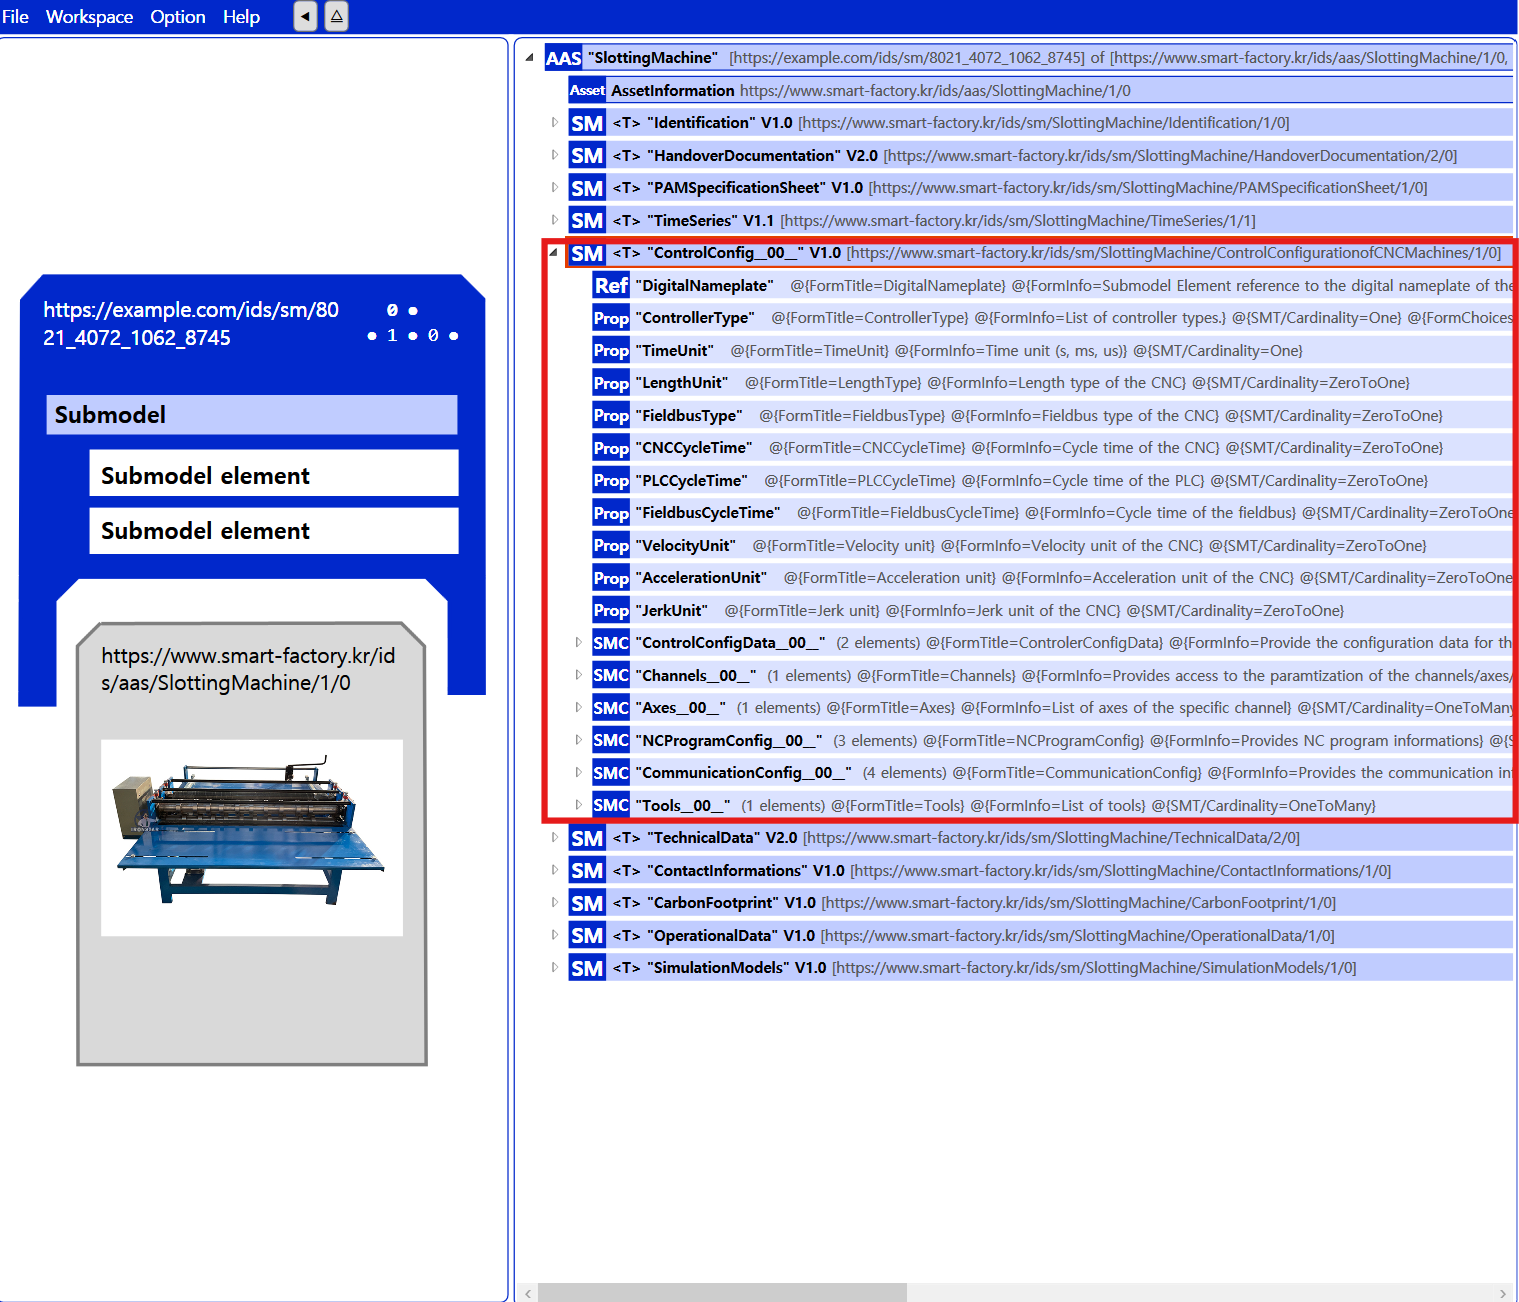 File Workspace Option Help
https://example.com/ids/sm/80
21_4072_1062_8745
0
1 0
Submodel
Submodel element
Submodel element
https://www.smart-factory.kr/id
s/aas/SlottingMachine/1/0
AAS "SlottingMachine" [https://example.com/ids/sm/8021_4072_1062_8745] of [https://www.smart-factory.kr/ids/aas/SlottingMachine/1/0,
Asset AssetInformation https://www.smart-factory.kr/ids/aas/SlottingMachine/1/0
SM <T> "Identification" V1.0 [https://www.smart-factory.kr/ids/sm/SlottingMachine/Identification/1/0]
SM <T> "HandoverDocumentation" V2.0 [https://www.smart-factory.kr/ids/sm/SlottingMachine/HandoverDocumentation/2/0]
SM <T> "PAMSpecificationSheet" V1.0 [https://www.smart-factory.kr/ids/sm/SlottingMachine/PAMSpecificationSheet/1/0]
SM <T> "TimeSeries" V1.1 [https://www.smart-factory.kr/ids/sm/SlottingMachine/TimeSeries/1/1]
SM <T> "ControlConfig__00__" V1.0 [https://www.smart-factory.kr/ids/sm/SlottingMachine/ControlConfigurationofCNCMachines/1/0]
Ref "DigitalNameplate" @{FormTitle=DigitalNameplate} @{FormInfo=Submodel Element reference to the digital nameplate of the
Prop "ControllerType" @{FormTitle=ControllerType} @{FormInfo=List of controller types.} @{SMT/Cardinality=One} @{FormChoices
Prop "TimeUnit" @{FormTitle=TimeUnit} @{FormInfo=Time unit (s, ms, us)} @{SMT/Cardinality=One}
Prop "LengthUnit" @{FormTitle=LengthType} @{FormInfo=Length type of the CNC} @{SMT/Cardinality=ZeroToOne}
Prop "FieldbusType" @{FormTitle=FieldbusType} @{FormInfo=Fieldbus type of the CNC} @{SMT/Cardinality=ZeroToOne}
Prop "CNCCycleTime" @{FormTitle=CNCCycleTime} @{FormInfo=Cycle time of the CNC} @{SMT/Cardinality=ZeroToOne}
Prop "PLCCycleTime" @{FormTitle=PLCCycleTime} @{FormInfo=Cycle time of the PLC} @{SMT/Cardinality=ZeroToOne}
Prop "FieldbusCycleTime" @{FormTitle=FieldbusCycleTime} @{FormInfo=Cycle time of the fieldbus} @{SMT/Cardinality=ZeroToOne
Prop "VelocityUnit" @{FormTitle=Velocity unit} @{FormInfo=Velocity unit of the CNC} @{SMT/Cardinality=ZeroToOne}
Prop "AccelerationUnit" @{FormTitle=Acceleration unit} @{FormInfo=Acceleration unit of the CNC} @{SMT/Cardinality=ZeroToOne
Prop "JerkUnit" @{FormTitle=Jerk unit} @{FormInfo=Jerk unit of the CNC} @{SMT/Cardinality=ZeroToOne}
SMC "ControlConfigData__00__" (2 elements) @{FormTitle=ControlerConfigData} @{FormInfo=Provide the configuration data for th
SMC "Channels__00__" (1 elements) @{FormTitle=Channels} @{FormInfo=Provides access to the paramtization of the channels/axes/
SMC "Axes__00__" (1 elements) @{FormTitle=Axes} @{FormInfo=List of axes of the specific channel} @{SMT/Cardinality=OneToMany
SMC "NCProgramConfig__00__" (3 elements) @{FormTitle=NCProgramConfig} @{FormInfo=Provides NC program informations} @{S
SMC "CommunicationConfig__00__" (4 elements) @{FormTitle=CommunicationConfig} @{FormInfo=Provides the communication in
SMC "Tools__00__" (1 elements) @{FormTitle=Tools} @{FormInfo=List of tools} @{SMT/Cardinality=OneToMany}
SM <T> "TechnicalData" V2.0 [https://www.smart-factory.kr/ids/sm/SlottingMachine/TechnicalData/2/0]
SM <T> "ContactInformations" V1.0 [https://www.smart-factory.kr/ids/sm/SlottingMachine/ContactInformations/1/0]
SM <T> "CarbonFootprint" V1.0 [https://www.smart-factory.kr/ids/sm/SlottingMachine/CarbonFootprint/1/0]
SM <T> "OperationalData" V1.0 [https://www.smart-factory.kr/ids/sm/SlottingMachine/OperationalData/1/0]
SM <T> "SimulationModels" V1.0 [https://www.smart-factory.kr/ids/sm/SlottingMachine/SimulationModels/1/0]